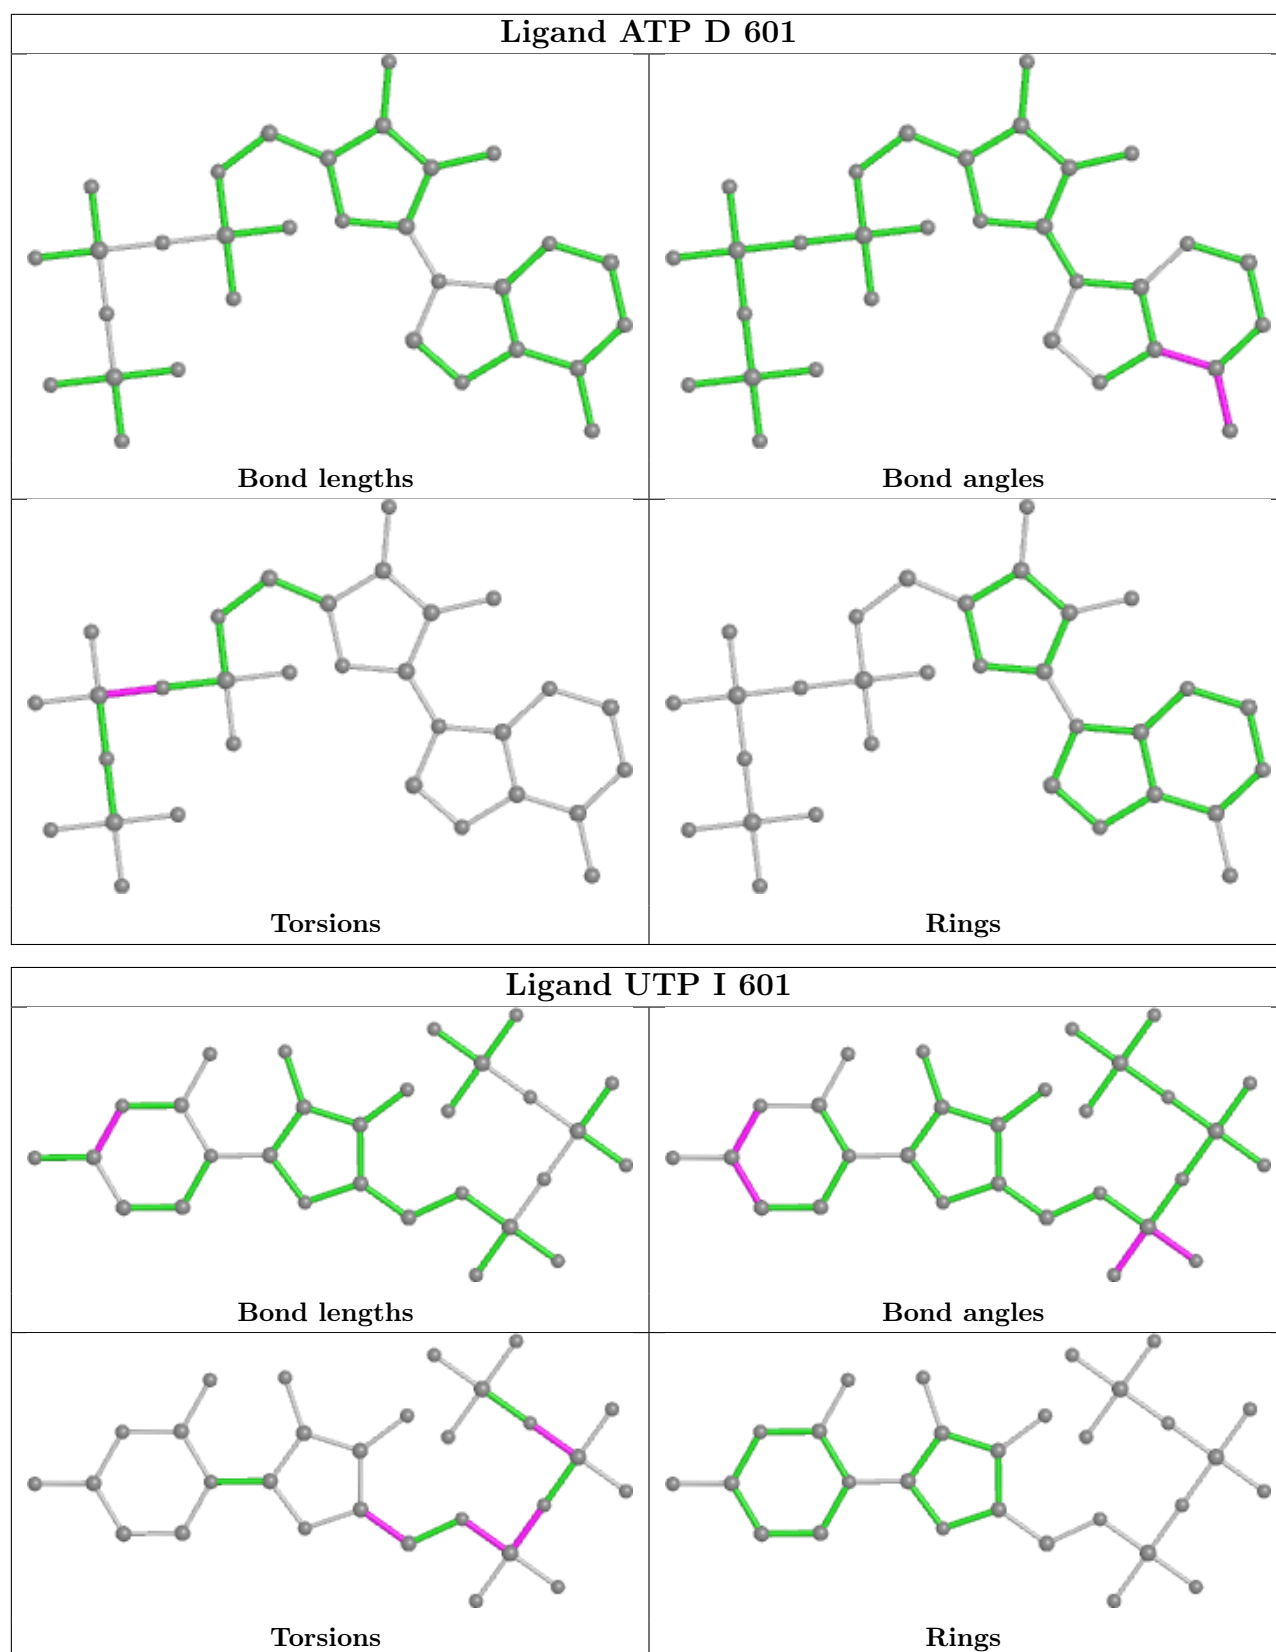 Ligand ATP D 601
Bond lengths
Bond angles
Torsions
Rings
Ligand UTP I 601
Bond lengths
Bond angles
Torsions
Rings